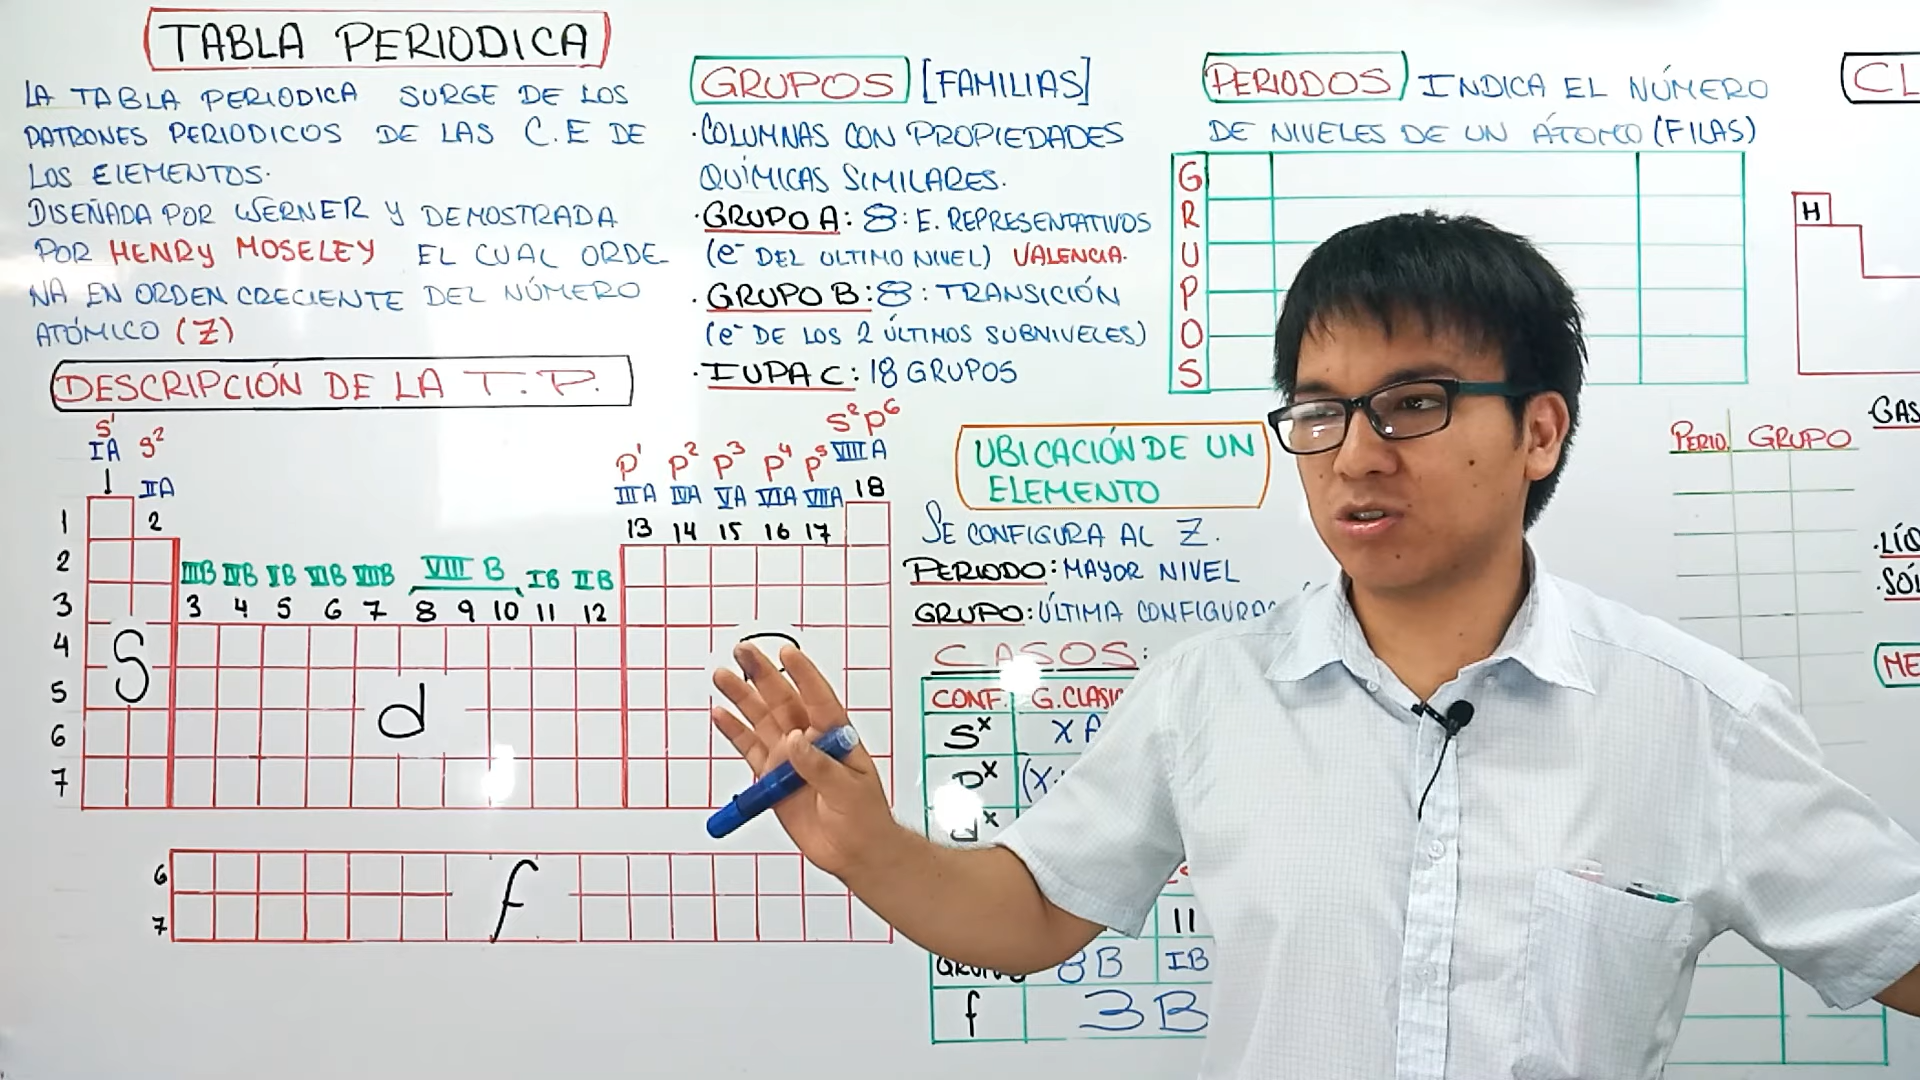 TABLA PERIODICA
LA TABLA PERIODICA SURGE DE LOS
PATRONES PERIODICOS DE LAS C.E DE
LOS ELEMENTOS.
DISEÑADA POR WERNER Y DEMOSTRADA
POR HENRY MOSELEY EL CUAL ORDE-
NA EN ORDEN CRECIENTE DEL NÚMERO
ATÓMICO (Z)
DESCRIPCIÓN DE LA T.P.
S¹
IA S²
1 IIA
2
P¹ P² P³ P⁴ P⁵ S²P⁶
IIIA IVA VA VIA VIIA VIIIA
13 14 15 16 17 18
IIIB IVB VB VIB VIIB VIII B IB IIB
3 4 5 6 7 8 9 10 11 12
1
2
3
4
5
6
7
S
d
6
7
f
GRUPOS [FAMILIAS]
·COLUMNAS CON PROPIEDADES
QUÍMICAS SIMILARES.
·GRUPO A: 8: E. REPRESENTATIVOS
(e⁻ DEL ULTIMO NIVEL) VALENCIA.
·GRUPO B: 8: TRANSICIÓN
(e⁻ DE LOS 2 ÚLTIMOS SUBNIVELES)
·IUPAC: 18 GRUPOS
UBICACIÓN DE UN
ELEMENTO
SE CONFIGURA AL Z.
PERIODO: MAYOR NIVEL
GRUPO: ÚLTIMA
CASOS:
CONF.
Sˣ
Pˣ
11
8B IB
f 3B
PERIODOS INDICA EL NÚMERO
DE NIVELES DE UN ÁTOMO (FILAS)
G
R
U
P
O
S
PERIO. GRUPO
H